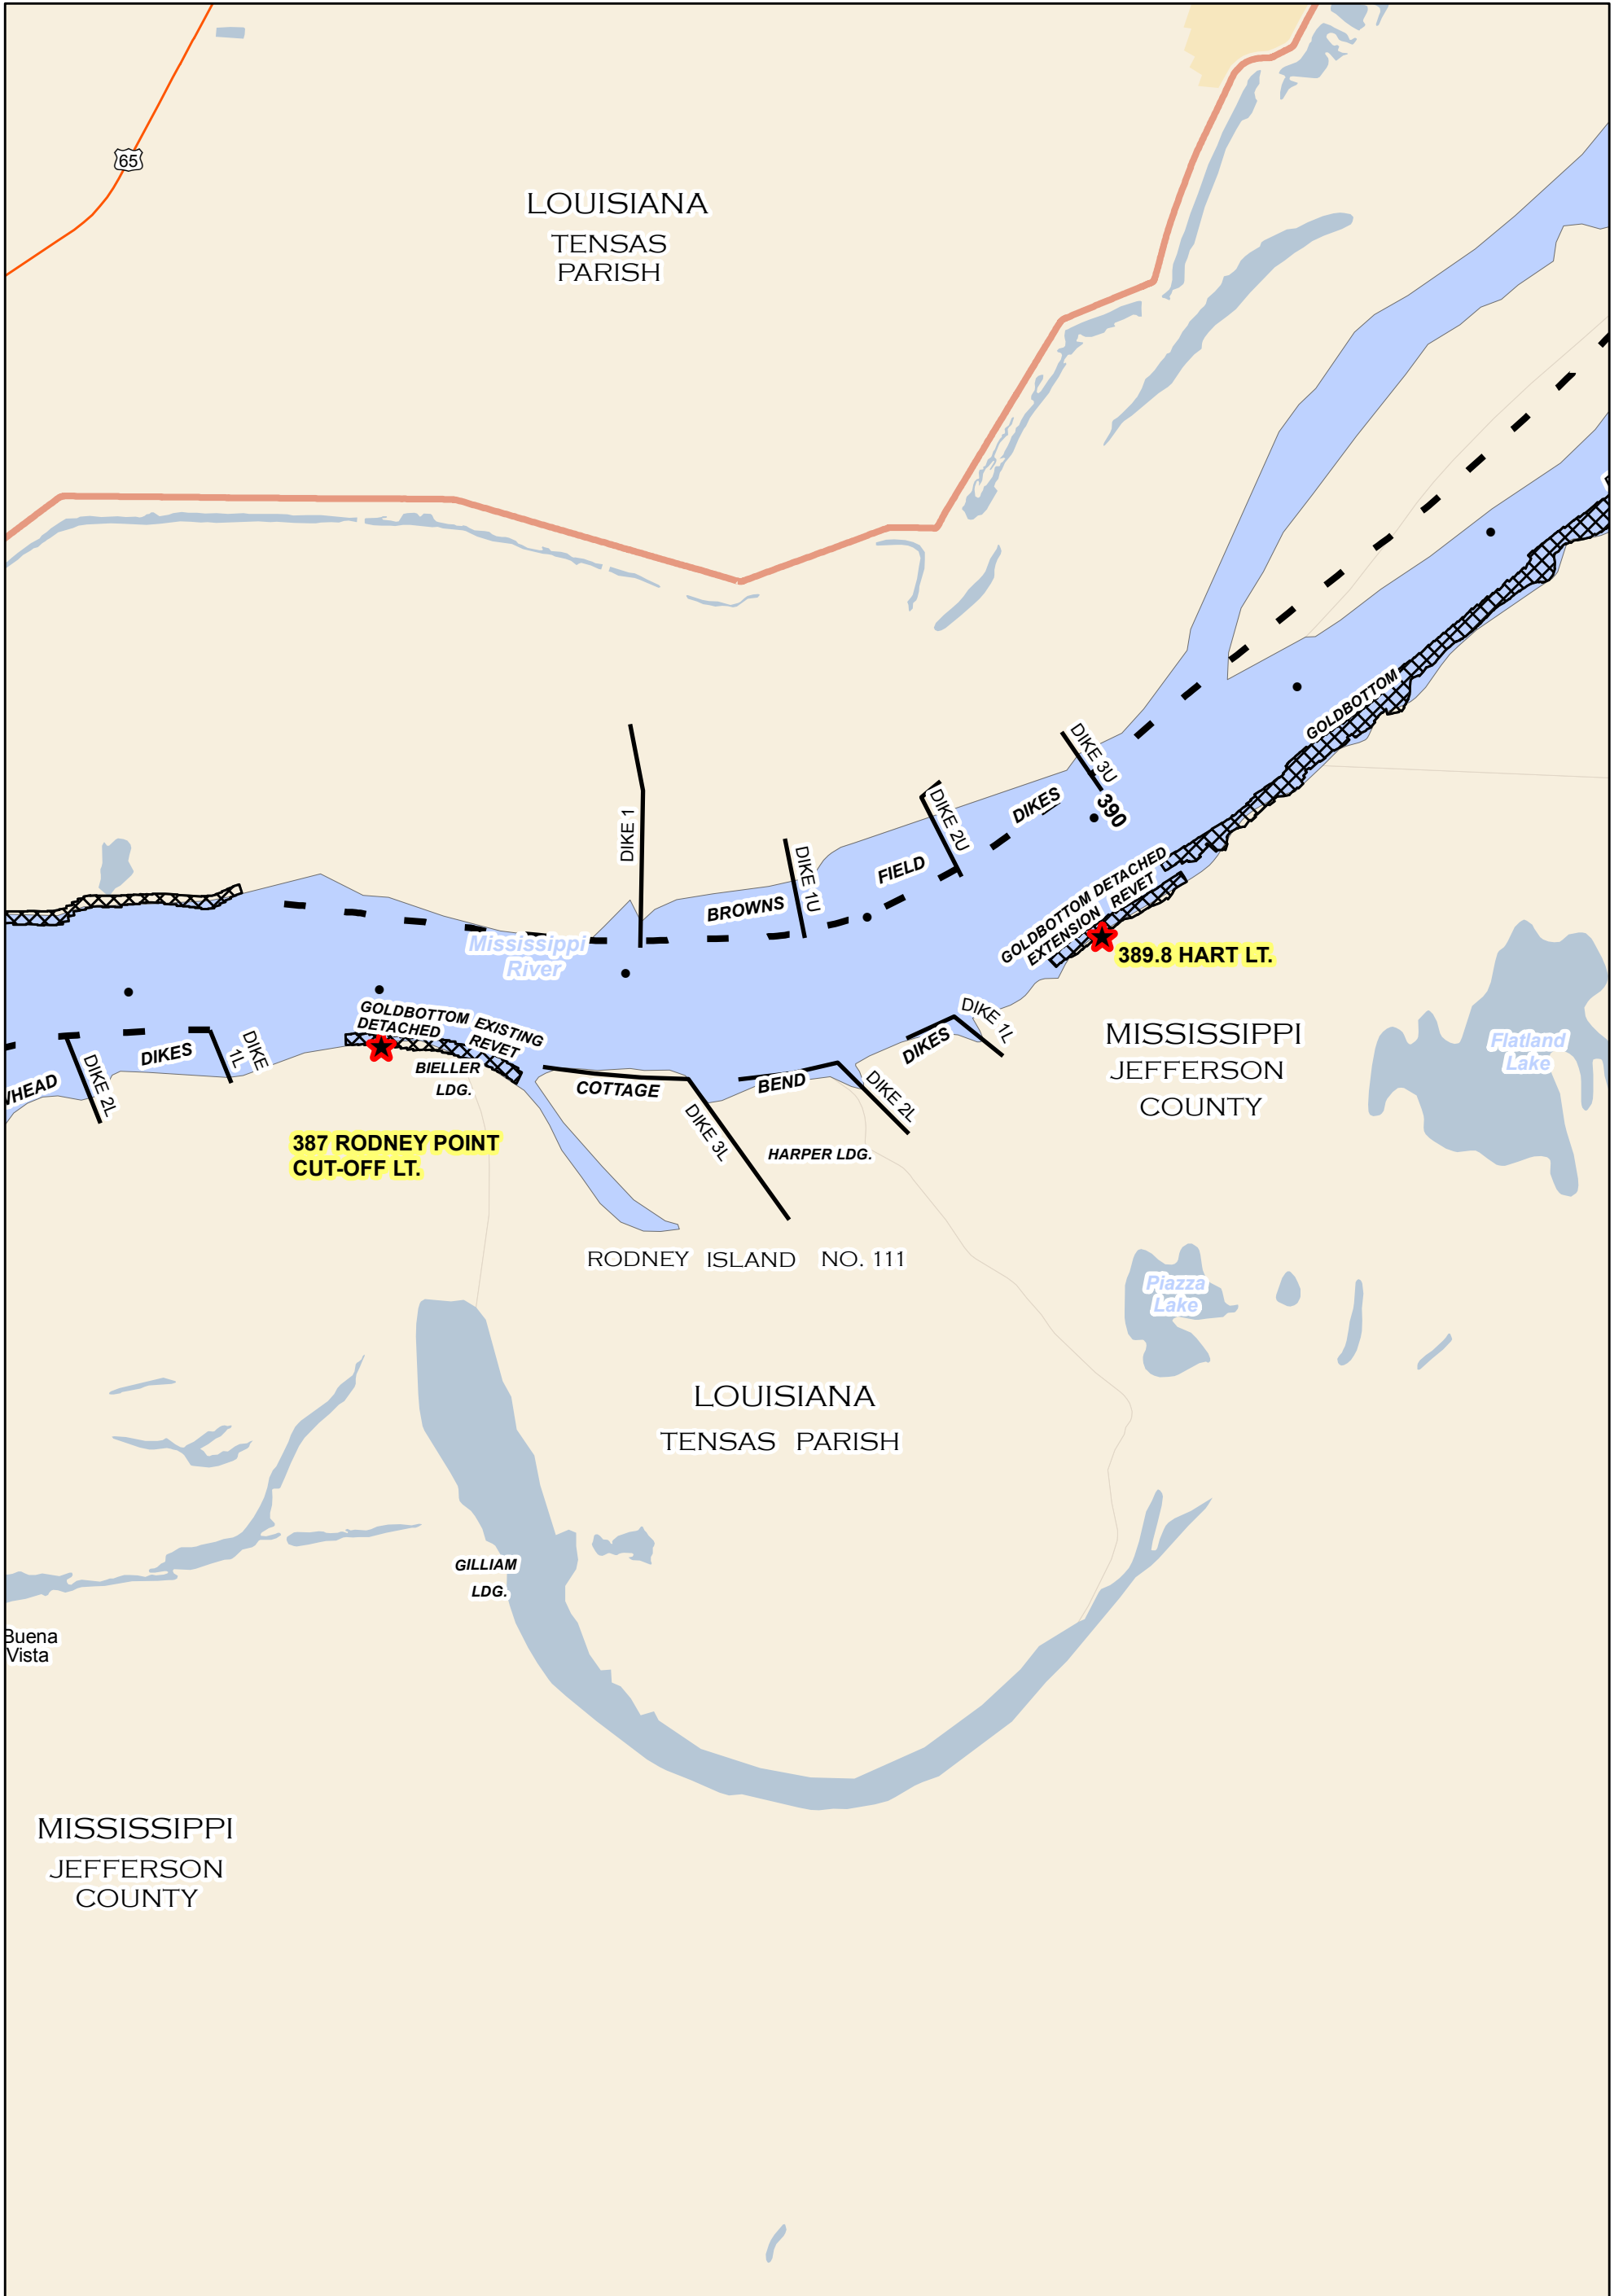 65
LOUISIANA
TENSAS
PARISH
GOLDBOTTOM
DIKE 3U
390
DIKES
DIKE 2U
DIKE 1
FIELD
DIKE 1U
BROWNS
GOLDBOTTOM DETACHED
EXTENSION REVET
389.8 HART LT.
Mississippi
River
GOLDBOTTOM EXISTING
DETACHED REVET
BIELLER
LDG.
DIKE
1L
DIKES
DIKE 2L
WHEAD
COTTAGE
BEND
DIKES
DIKE 1L
DIKE 2L
DIKE 3L
MISSISSIPPI
JEFFERSON
COUNTY
Flatland
Lake
387 RODNEY POINT
CUT-OFF LT.
HARPER LDG.
RODNEY ISLAND NO. 111
Piazza
Lake
LOUISIANA
TENSAS PARISH
GILLIAM
LDG.
Buena
Vista
MISSISSIPPI
JEFFERSON
COUNTY